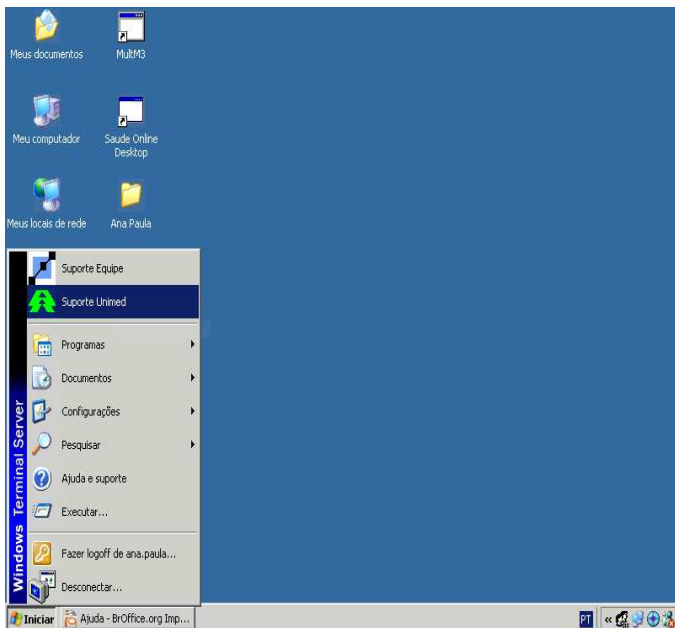 Meus documentos
MultM3
Meu computador
Saude Online
Desktop
Meus locais de rede
Ana Paula
Suporte Equipe
Suporte Unimed
Programas
Documentos
Configurações
Pesquisar
Ajuda e suporte
Executar...
Fazer logoff de ana.paula...
Desconectar...
Windows Terminal Server
Iniciar
Ajuda - BrOffice.org Imp...
PT
«